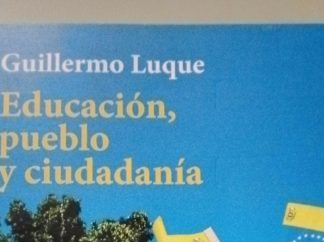 Guillermo Luque
Educación,
pueblo
y ciudadanía